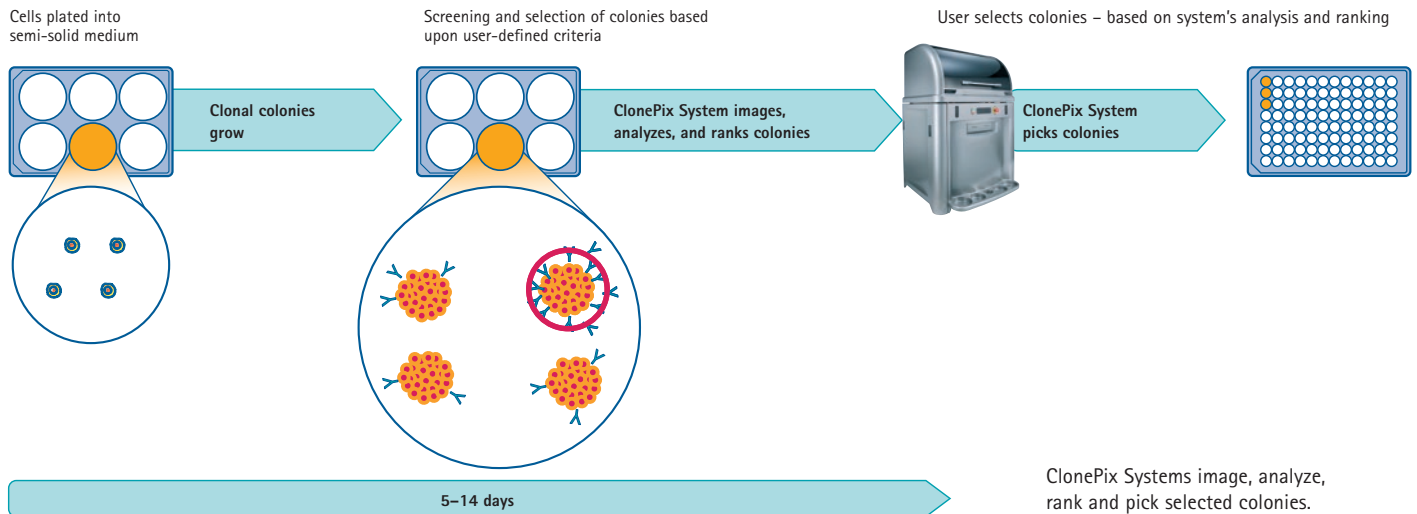 Cells plated into
semi-solid medium
Screening and selection of colonies based
upon user-defined criteria
User selects colonies – based on system's analysis and ranking
Clonal colonies
grow
ClonePix System images,
analyzes, and ranks colonies
ClonePix System
picks colonies
5–14 days
ClonePix Systems image, analyze,
rank and pick selected colonies.